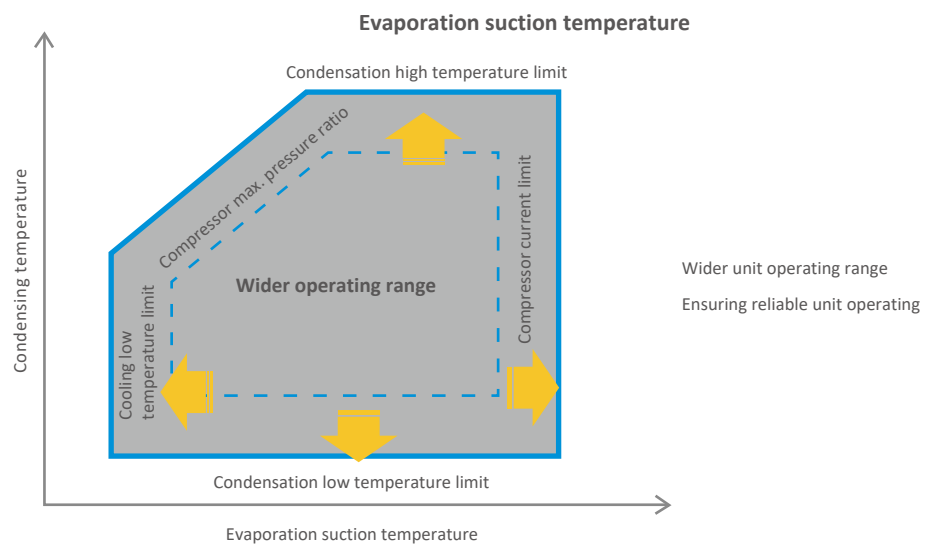 Evaporation suction temperature
Condensation high temperature limit
Compressor max. pressure ratio
Condensing temperature
Compressor current limit
Wider unit operating range
Wider operating range
Ensuring reliable unit operating
Cooling low
temperature limit
Condensation low temperature limit
Evaporation suction temperature